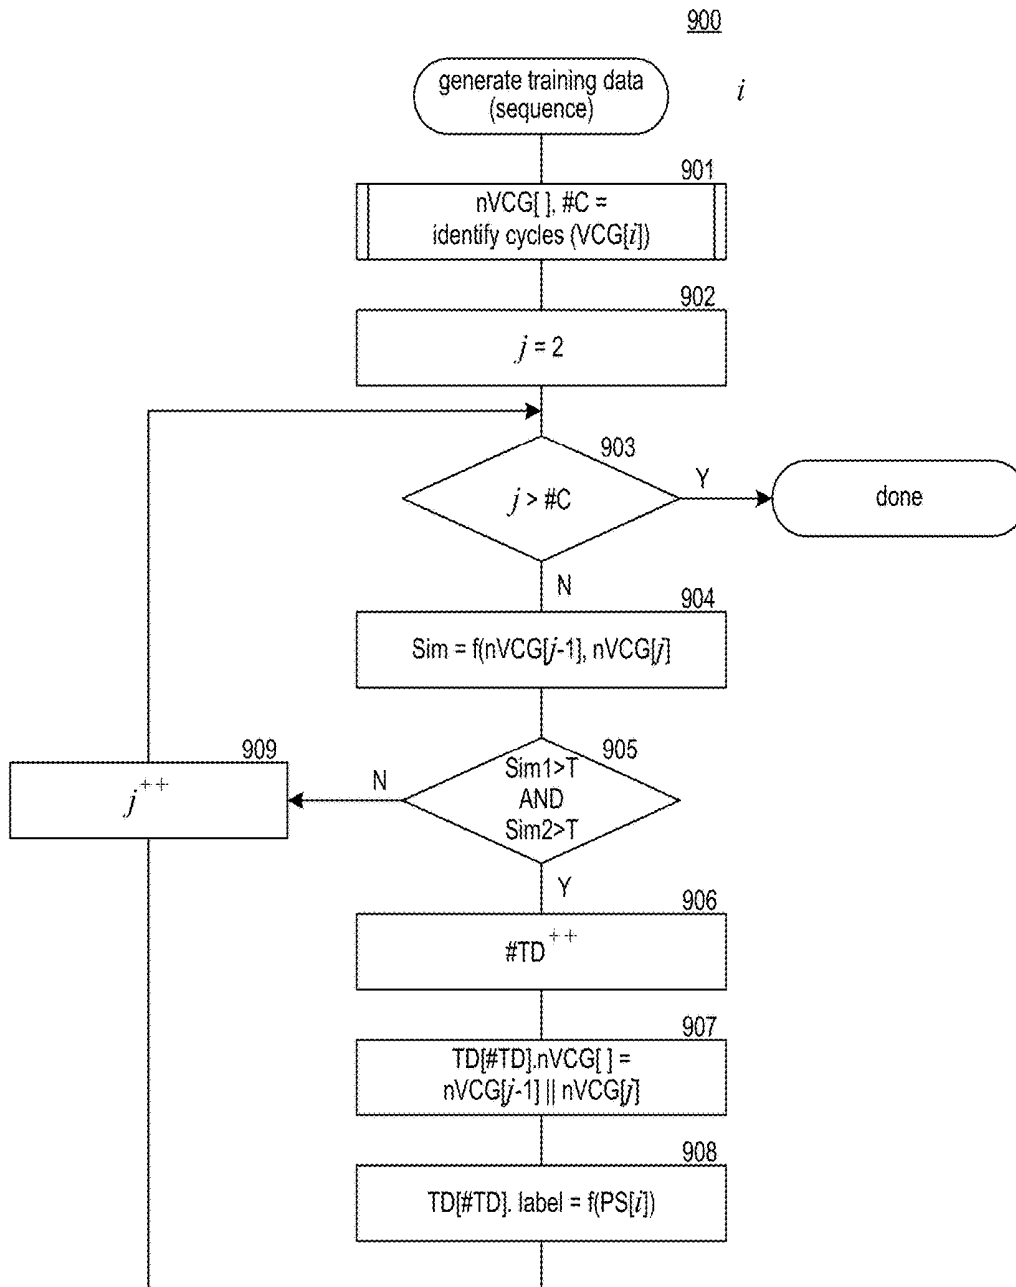 900
generate training data
(sequence)
i
901
nVCG[ ], #C =
identify cycles (VCG[i])
902
j = 2
903
j > #C
Y
done
N
904
Sim = f(nVCG[j-1], nVCG[j]
905
Sim1>T
AND
Sim2>T
N
909
j++
Y
906
#TD++
907
TD[#TD].nVCG[ ] =
nVCG[j-1] || nVCG[j]
908
TD[#TD]. label = f(PS[i])